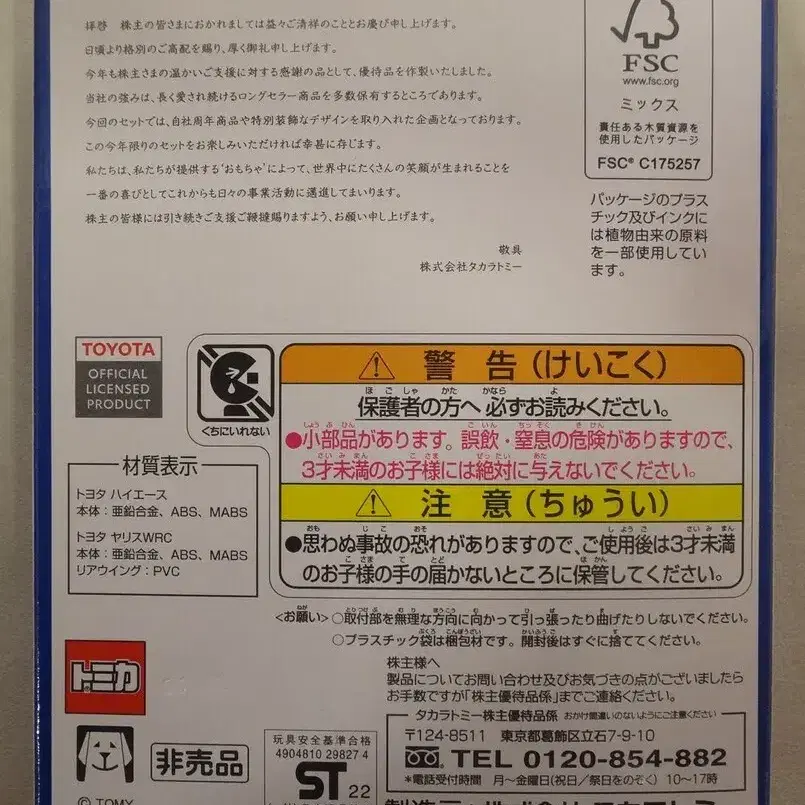 拝啓 株主の皆さまにおかれましては益々ご清祥のこととお慶び申し上げます。
日頃より格別のご高配を賜り、厚く御礼申し上げます。
今年も株主さまの温かいご支援に対する感謝の品として、優待品を作製いたしました。
当社の強みは、長く愛され続けるロングセラー商品を多数保有するところであります。
今回のセットでは、自社周年商品や特別装飾なデザインを取り入れた企画となっております。
この今年限りのセットをお楽しみいただければ幸甚に存じます。
私たちは、私たちが提供する'おもちゃ'によって、世界中にたくさんの笑顔が生まれることを
一番の喜びとしてこれからも日々の事業活動に邁進してまいります。
株主の皆様には引き続きご支援ご鞭撻賜りますよう、お願い申し上げます。
敬具
株式会社タカラトミー
FSC
www.fsc.org
ミックス
責任ある木質資源を
使用したパッケージ
FSC® C175257
パッケージのプラス
チック及びインクに
は植物由来の原料
を一部使用してい
ます。
TOYOTA
OFFICIAL
LICENSED
PRODUCT
くちにいれない
警告(けいこく)
保護者の方へ 必ずお読みください。
●小部品があります。誤飲・窒息の危険がありますので、
3才未満のお子様には絶対に与えないでください。
注意(ちゅうい)
●思わぬ事故の恐れがありますので、ご使用後は3才未満
のお子様の手の届かないところに保管してください。
材質表示
トヨタ ハイエース
本体:亜鉛合金、ABS、MABS
トヨタ ヤリスWRC
本体:亜鉛合金、ABS、MABS
リアウイング:PVC
<お願い>○取付部を無理な方向に向かって引っ張ったり曲げたりしないでください。
○プラスチック袋は梱包材です。開封後はすぐに捨ててください。
株主様へ
製品についてお問い合わせ及びお気づきの点がございましたら
お手数ですが「株主優待品係」までご連絡ください。
タカラトミー株主優待品係 おかけ間違いのないようにご注意ください
〒124-8511 東京都葛飾区立石7-9-10
TEL 0120-854-882
*電話受付時間 月〜金曜日(祝日/祭日をのぞく) 10〜17時
トミカ
非売品
玩具安全基準合格
4904810 29827 4
ST 22
© TOMY